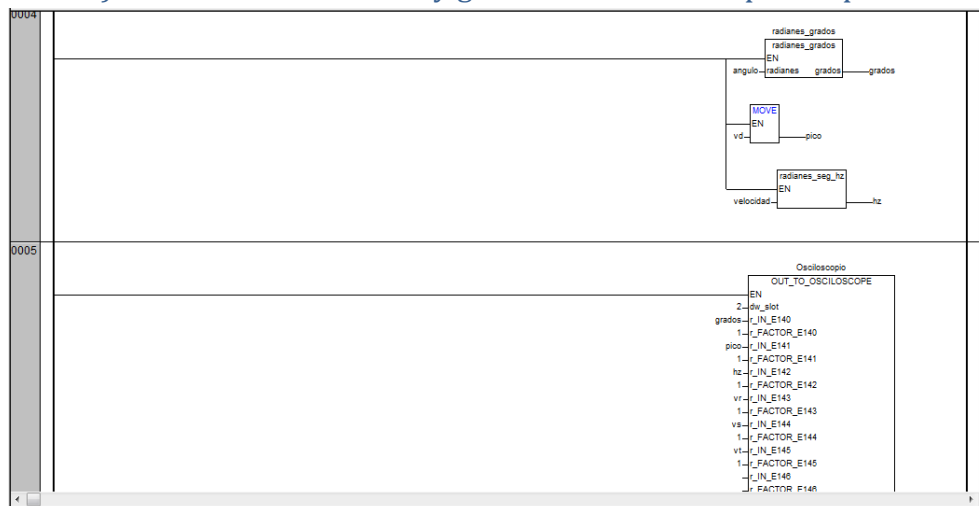 0004
radianes_grados
radianes_grados
EN
angulo radianes grados grados
MOVE
EN
vd pico
radianes_seg_hz
EN
velocidad hz
0005
Osciloscopio
OUT_TO_OSCILOSCOPE
EN
2 dw_slot
grados r_IN_E140
1 r_FACTOR_E140
pico r_IN_E141
1 r_FACTOR_E141
hz r_IN_E142
1 r_FACTOR_E142
vr r_IN_E143
1 r_FACTOR_E143
vs r_IN_E144
1 r_FACTOR_E144
vt r_IN_E145
1 r_FACTOR_E145
r_IN_E146
r_FACTOR_E146